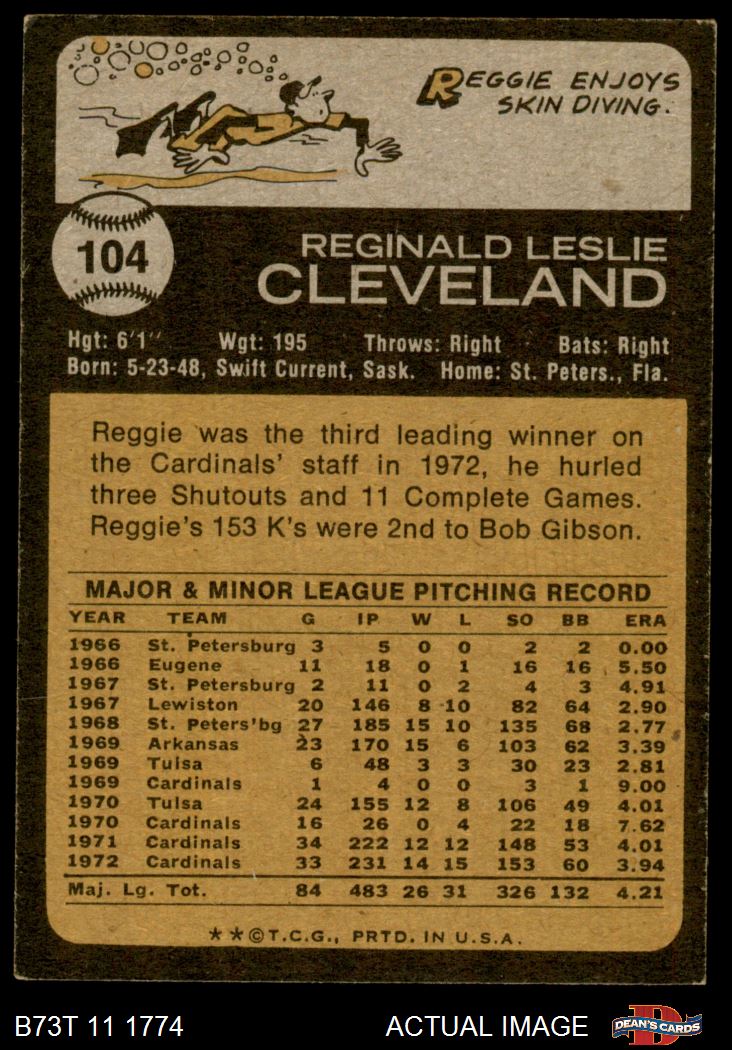 REGGIE ENJOYS
SKIN DIVING.
104
REGINALD LESLIE
CLEVELAND
Hgt: 6'1'' Wgt: 195 Throws: Right Bats: Right
Born: 5-23-48, Swift Current, Sask. Home: St. Peters., Fla.
Reggie was the third leading winner on
the Cardinals' staff in 1972, he hurled
three Shutouts and 11 Complete Games.
Reggie's 153 K's were 2nd to Bob Gibson.
MAJOR & MINOR LEAGUE PITCHING RECORD
YEAR TEAM G IP W L SO BB ERA
1966 St. Petersburg 3 5 0 0 2 2 0.00
1966 Eugene 11 18 0 1 16 16 5.50
1967 St. Petersburg 2 11 0 2 4 3 4.91
1967 Lewiston 20 146 8 10 82 64 2.90
1968 St. Peters'bg 27 185 15 10 135 68 2.77
1969 Arkansas 23 170 15 6 103 62 3.39
1969 Tulsa 6 48 3 3 30 23 2.81
1969 Cardinals 1 4 0 0 3 1 9.00
1970 Tulsa 24 155 12 8 106 49 4.01
1970 Cardinals 16 26 0 4 22 18 7.62
1971 Cardinals 34 222 12 12 148 53 4.01
1972 Cardinals 33 231 14 15 153 60 3.94
Maj. Lg. Tot. 84 483 26 31 326 132 4.21
**©T.C.G., PRTD. IN U.S.A.
B73T 11 1774 ACTUAL IMAGE D DEAN'S CARDS